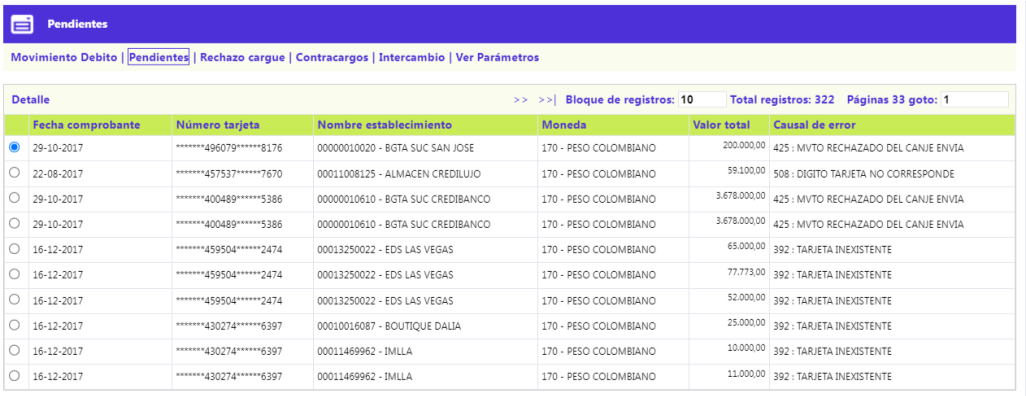 Pendientes
Movimiento Debito | Pendientes | Rechazo cargue | Contracargos | Intercambio | Ver Parámetros
Detalle >> >>| Bloque de registros: 10 Total registros: 322 Páginas 33 goto: 1
Fecha comprobante Número tarjeta Nombre establecimiento Moneda Valor total Causal de error
29-10-2017 *******496079******8176 00000010020 - BGTA SUC SAN JOSE 170 - PESO COLOMBIANO 200.000,00 425 : MVTO RECHAZADO DEL CANJE ENVIA
22-08-2017 *******457537******7670 00011008125 - ALMACEN CREDILUJO 170 - PESO COLOMBIANO 59.100,00 508 : DIGITO TARJETA NO CORRESPONDE
29-10-2017 *******400489******5386 00000010610 - BGTA SUC CREDIBANCO 170 - PESO COLOMBIANO 3.678.000,00 425 : MVTO RECHAZADO DEL CANJE ENVIA
29-10-2017 *******400489******5386 00000010610 - BGTA SUC CREDIBANCO 170 - PESO COLOMBIANO 3.678.000,00 425 : MVTO RECHAZADO DEL CANJE ENVIA
16-12-2017 *******459504******2474 00013250022 - EDS LAS VEGAS 170 - PESO COLOMBIANO 65.000,00 392 : TARJETA INEXISTENTE
16-12-2017 *******459504******2474 00013250022 - EDS LAS VEGAS 170 - PESO COLOMBIANO 77.773,00 392 : TARJETA INEXISTENTE
16-12-2017 *******459504******2474 00013250022 - EDS LAS VEGAS 170 - PESO COLOMBIANO 52.000,00 392 : TARJETA INEXISTENTE
16-12-2017 *******430274******6397 00010016087 - BOUTIQUE DALIA 170 - PESO COLOMBIANO 25.000,00 392 : TARJETA INEXISTENTE
16-12-2017 *******430274******6397 00011469962 - IMLLA 170 - PESO COLOMBIANO 10.000,00 392 : TARJETA INEXISTENTE
16-12-2017 *******430274******6397 00011469962 - IMLLA 170 - PESO COLOMBIANO 11.000,00 392 : TARJETA INEXISTENTE